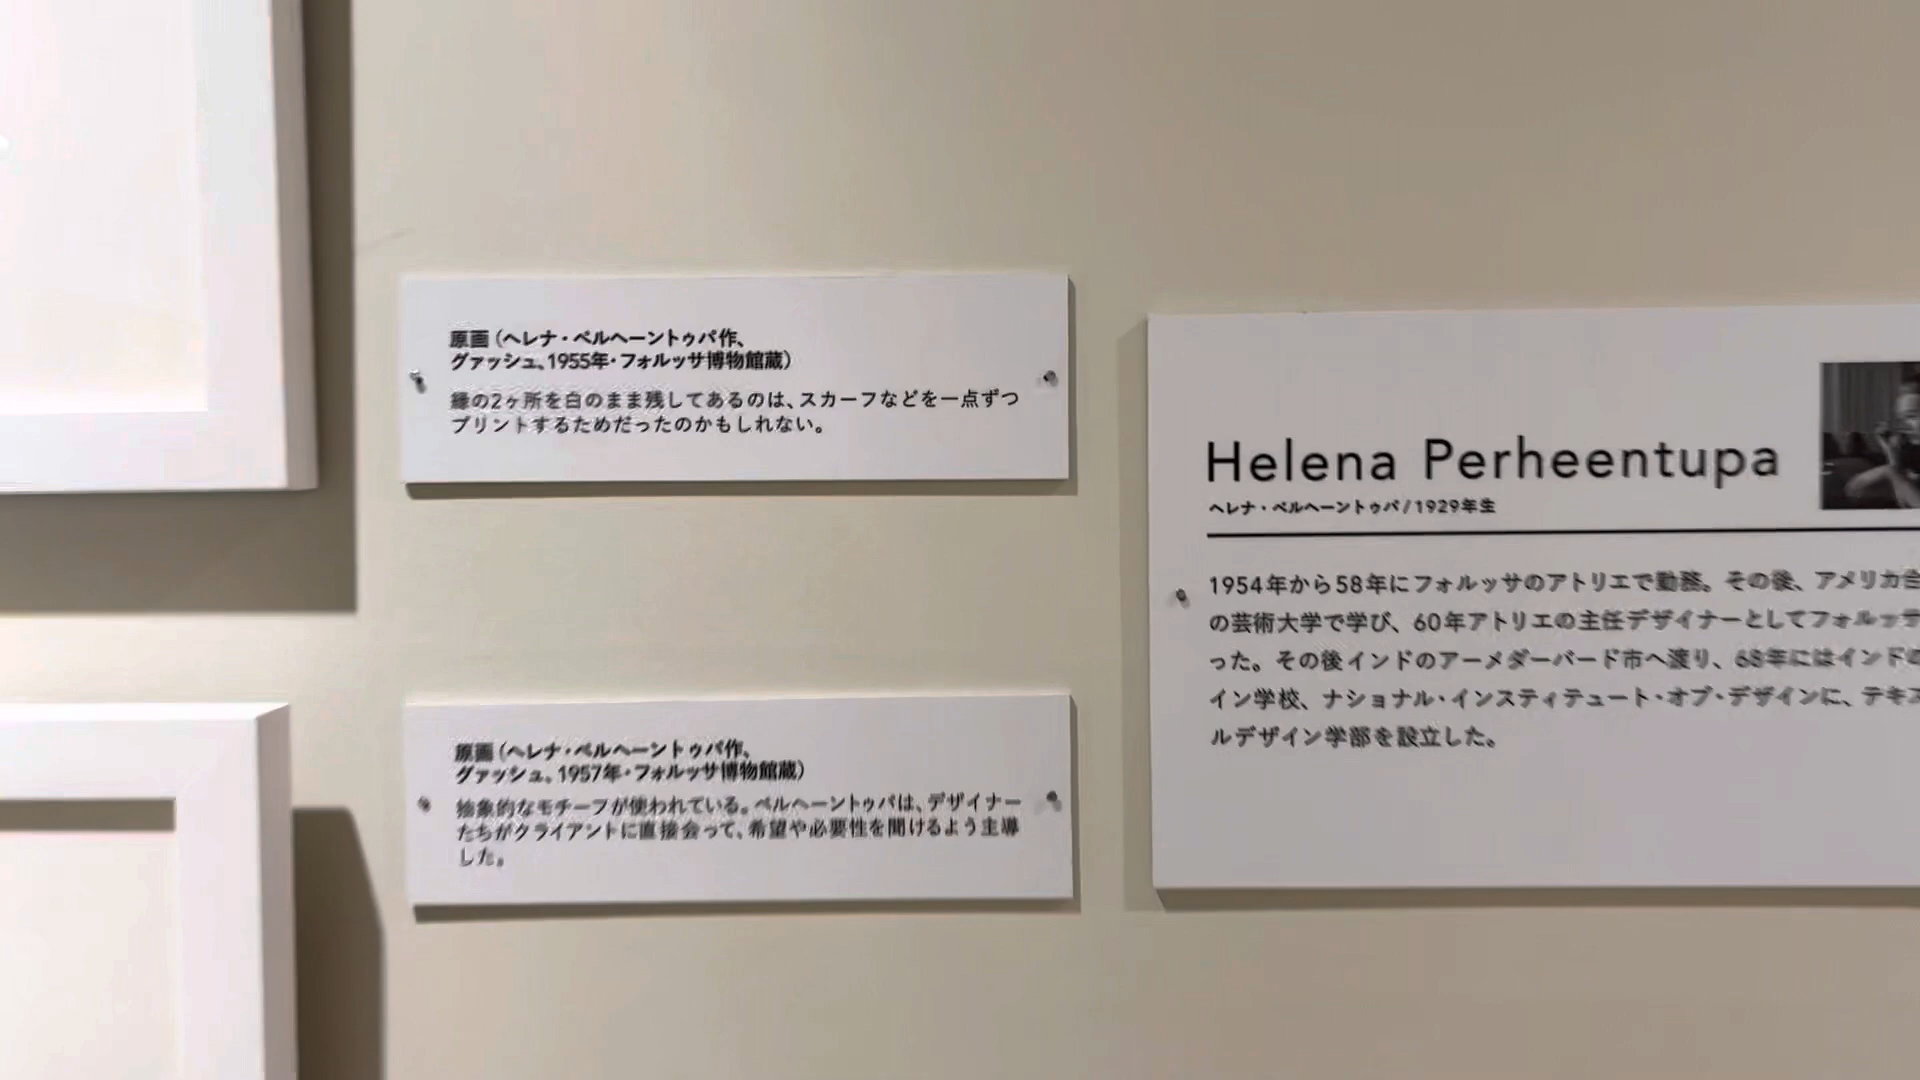 原画（ヘレナ・ペルヘーントゥパ作、
グァッシュ、1955年・フォルッサ博物館蔵）
縁の2ヶ所を白のまま残してあるのは、スカーフなどを一点ずつ
プリントするためだったのかもしれない。
原画（ヘレナ・ペルヘーントゥパ作、
グァッシュ、1957年・フォルッサ博物館蔵）
抽象的なモチーフが使われている。ペルヘーントゥパは、デザイナー
たちがクライアントに直接会って、希望や必要性を聞けるよう主導
した。
Helena Perheentupa
ヘレナ・ペルヘーントゥパ/1929年生
1954年から58年にフォルッサのアトリエで勤務。その後、アメリカ合
の芸術大学で学び、60年アトリエの主任デザイナーとしてフォルッサ
った。その後インドのアーメダーバード市へ渡り、68年にはインドの
イン学校、ナショナル・インスティテュート・オブ・デザインに、テキス
ルデザイン学部を設立した。